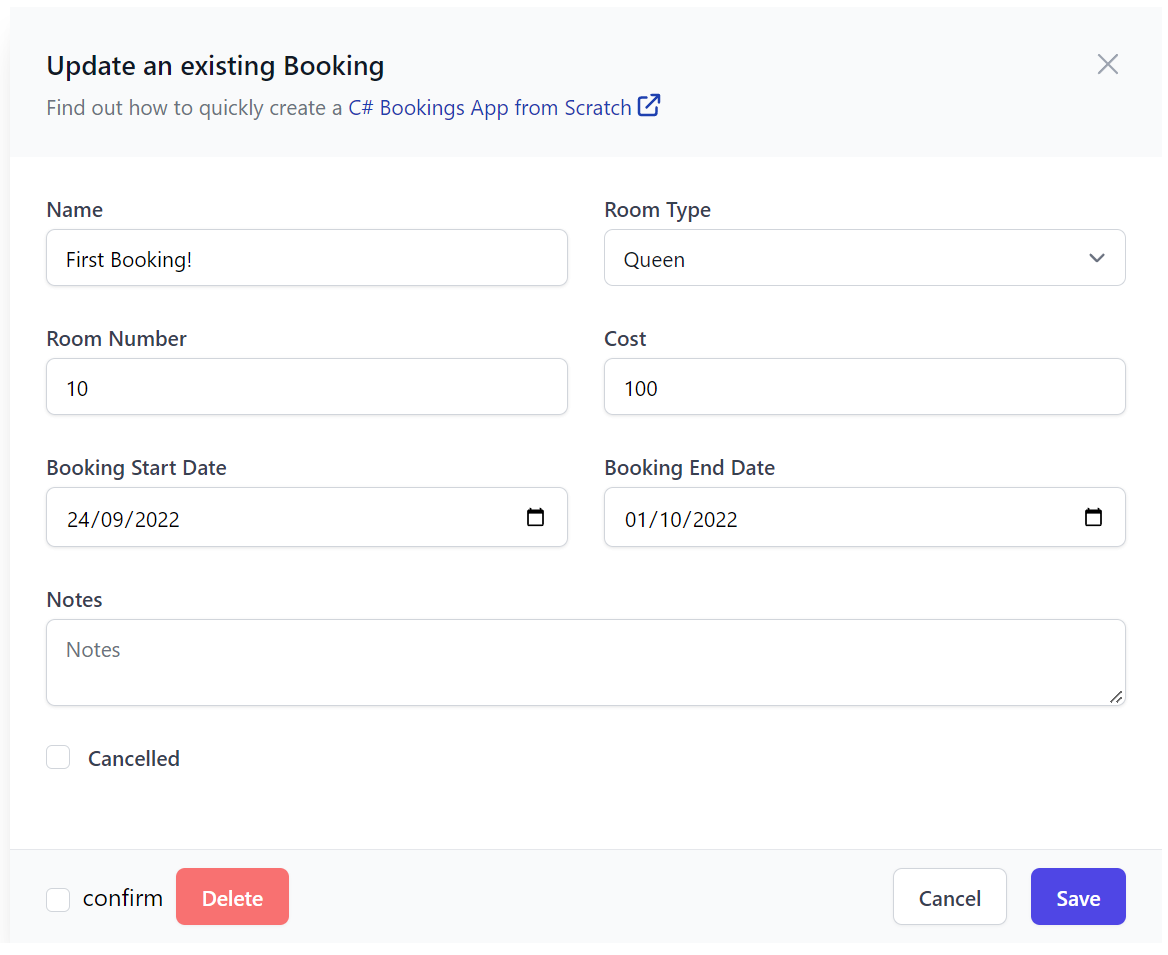 Update an existing Booking
Find out how to quickly create a C# Bookings App from Scratch
Name
Room Type
First Booking!
Queen
Room Number
Cost
10
100
Booking Start Date
Booking End Date
24/09/2022
01/10/2022
Notes
Notes
Cancelled
confirm
Delete
Cancel
Save